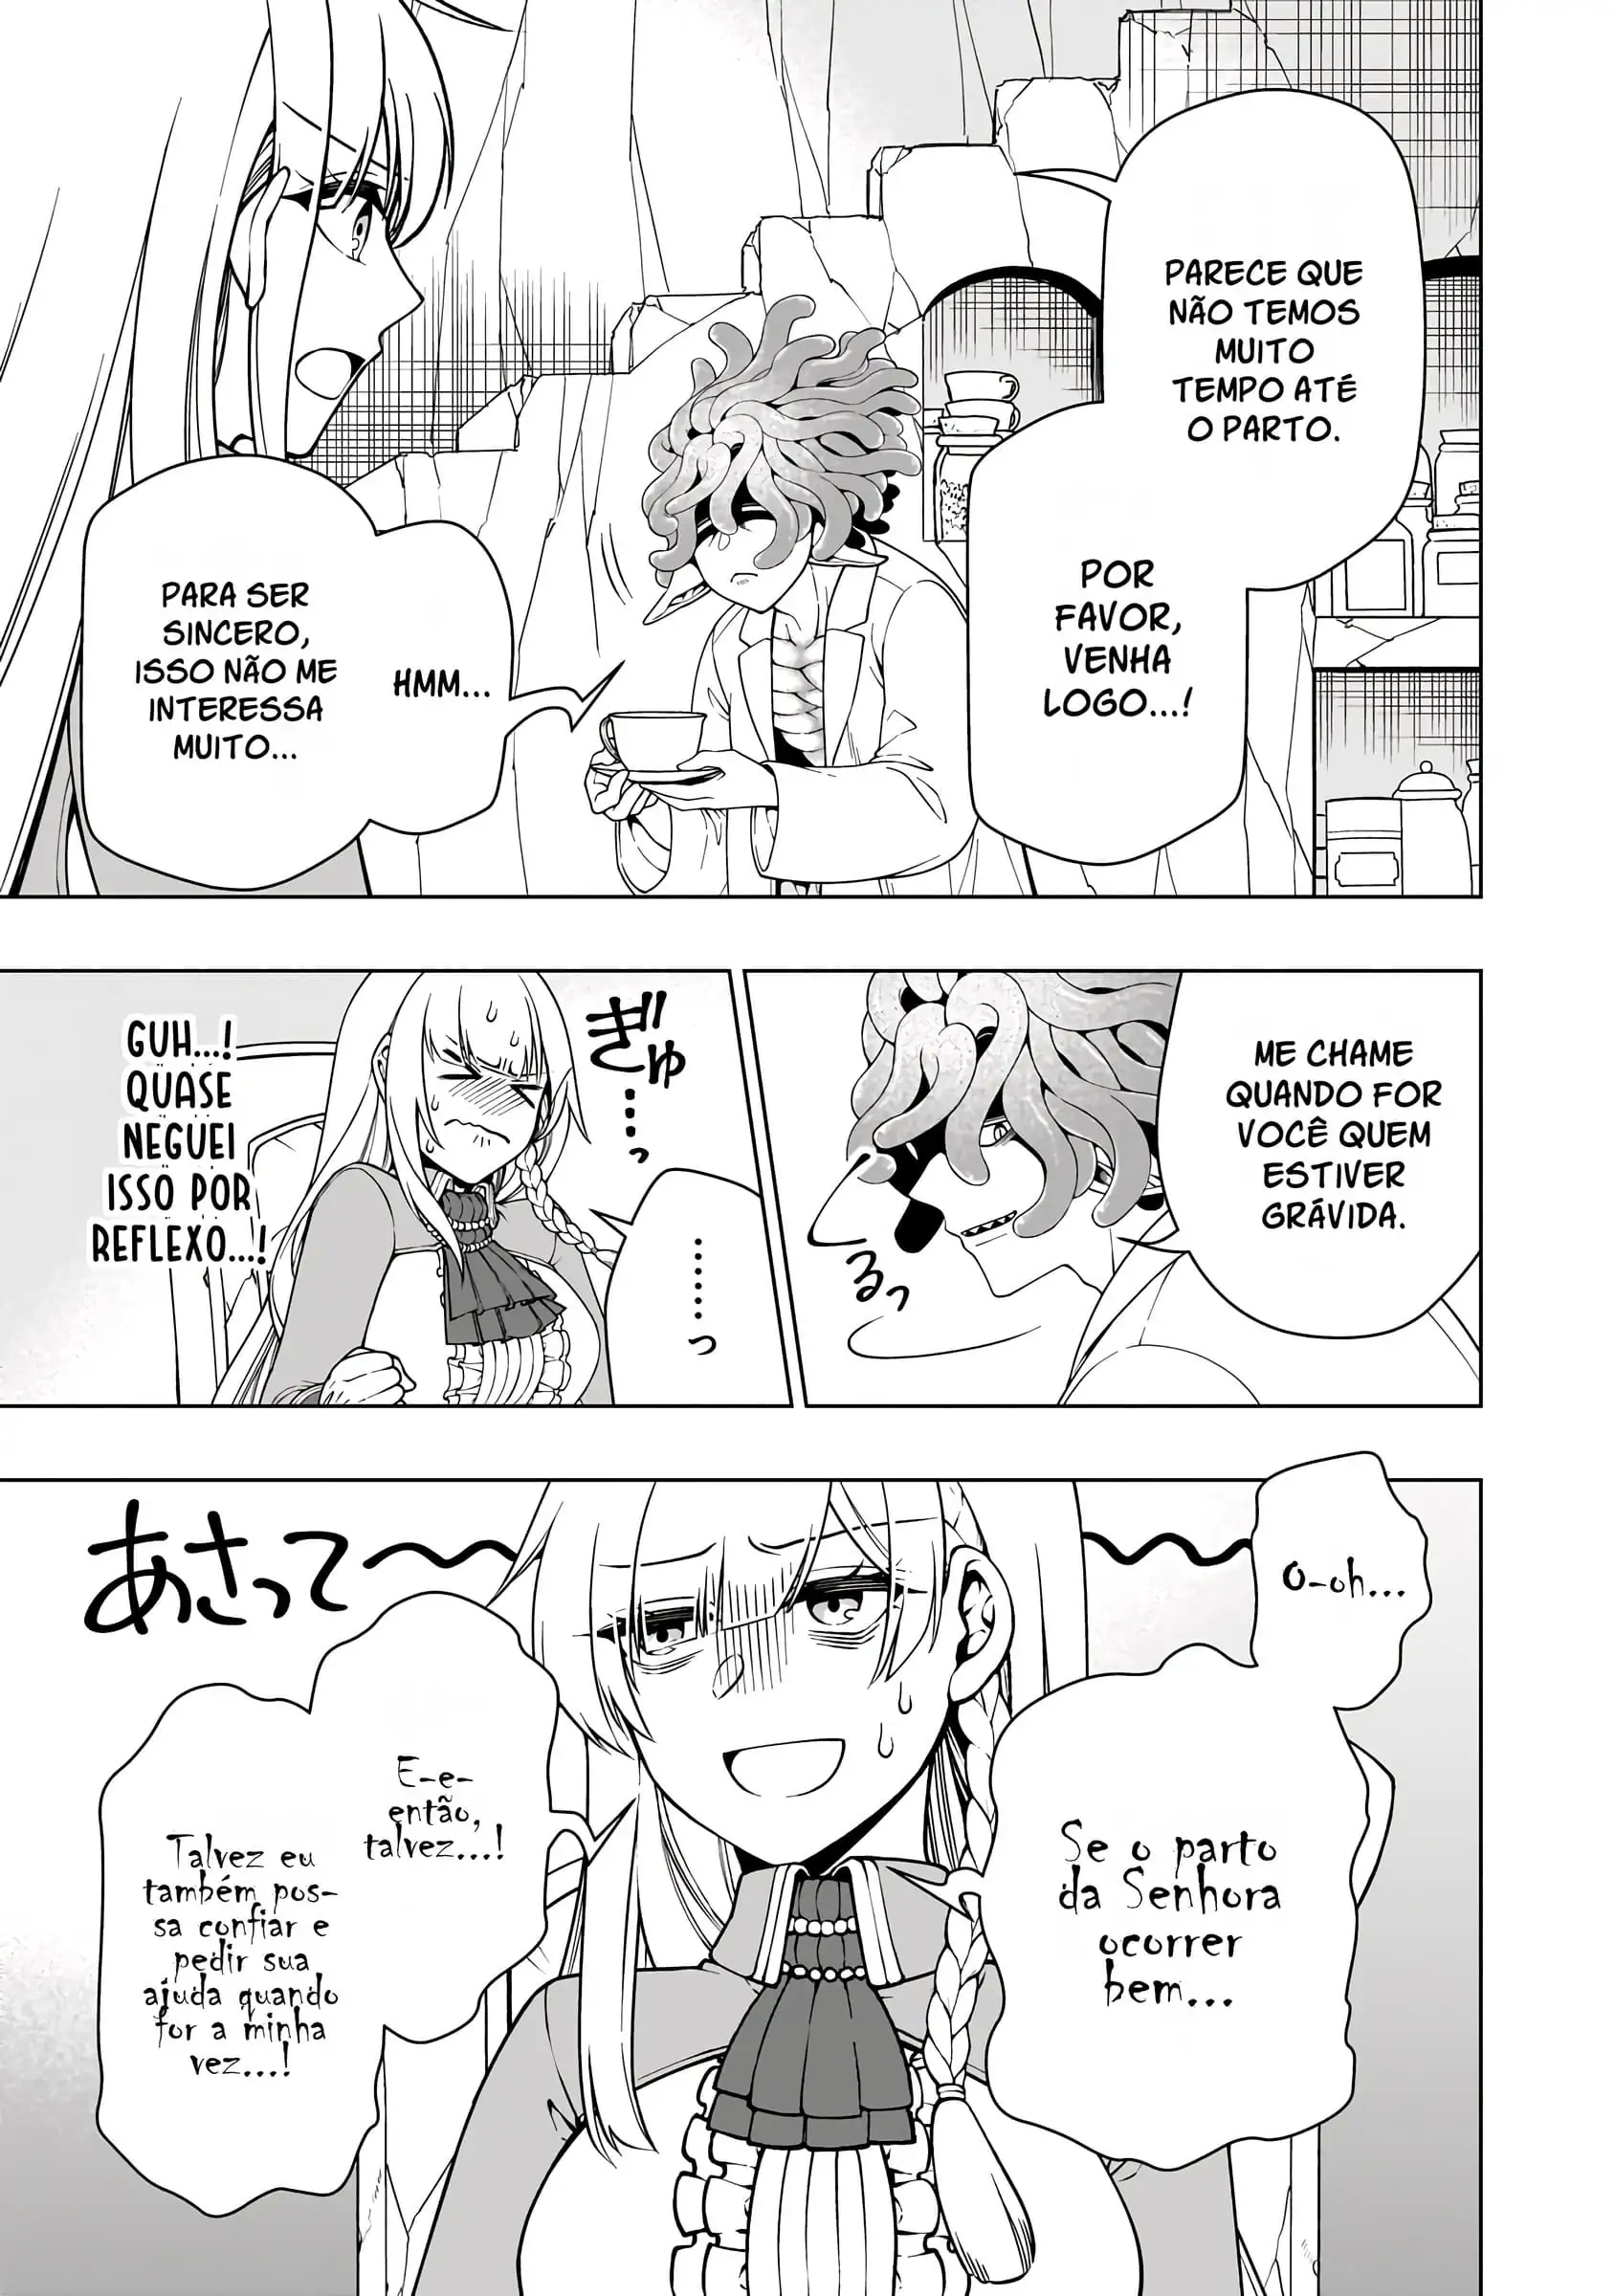 PARECE QUE
NÃO TEMOS
MUITO
TEMPO ATÉ
O PARTO.
POR
FAVOR,
VENHA
LOGO...!
HMM...
PARA SER
SINCERO,
ISSO NÃO ME
INTERESSA
MUITO...
ME CHAME
QUANDO FOR
VOCÊ QUEM
ESTIVER
GRÁVIDA.
くるっ
ぎゅ……っ
……っ
GUH...!
QUASE
NEGUEI
ISSO POR
REFLEXO...!
O-oh...
Se o parto
da Senhora
ocorrer
bem...
あさって〜〜
E-e-
então,
talvez...!
Talvez eu
também pos-
sa confiar e
pedir sua
ajuda quando
for a minha
vez...!